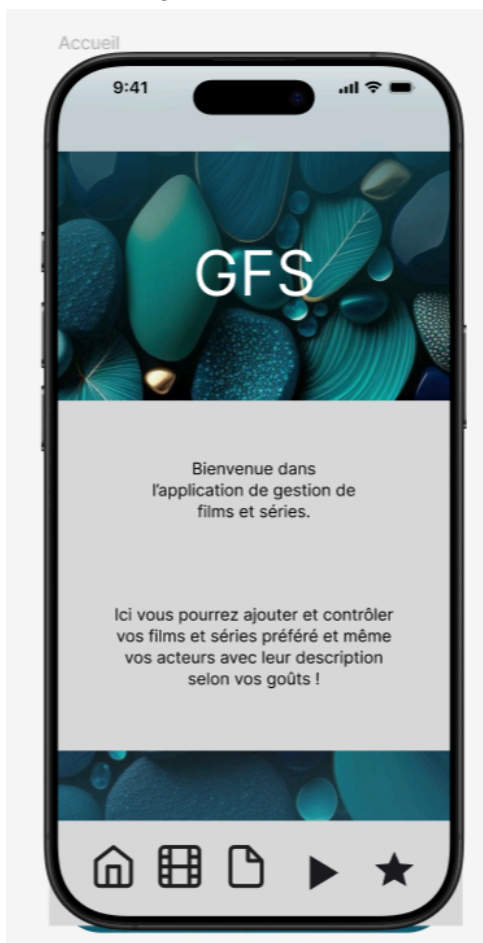 Accueil
9:41
GFS
Bienvenue dans
l'application de gestion de
films et séries.
Ici vous pourrez ajouter et contrôler
vos films et séries préféré et même
vos acteurs avec leur description
selon vos goûts !